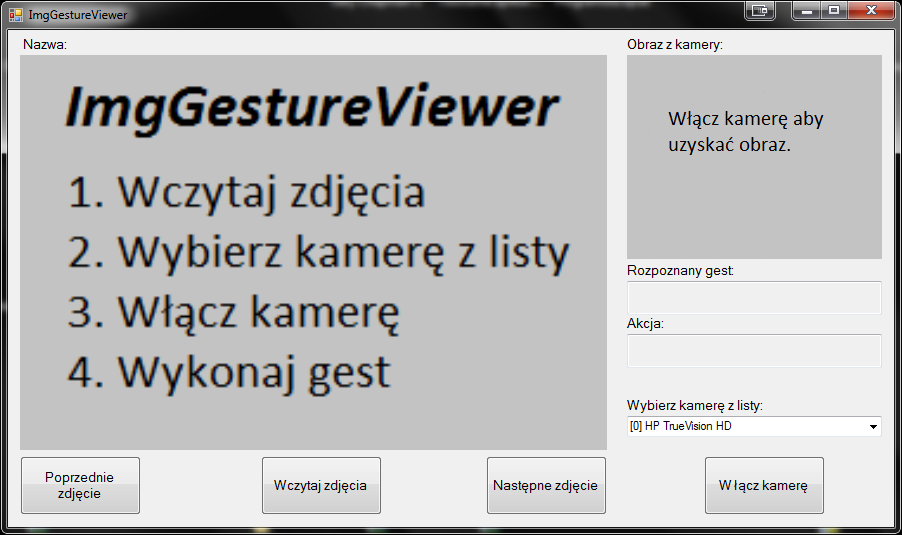 ImgGestureViewer
Nazwa:
ImgGestureViewer
1. Wczytaj zdjęcia
2. Wybierz kamerę z listy
3. Włącz kamerę
4. Wykonaj gest
Poprzednie
zdjęcie
Wczytaj zdjęcia
Następne zdjęcie
Obraz z kamery:
Włącz kamerę aby
uzyskać obraz.
Rozpoznany gest:
Akcja:
Wybierz kamerę z listy:
[0] HP TrueVision HD
Włącz kamerę